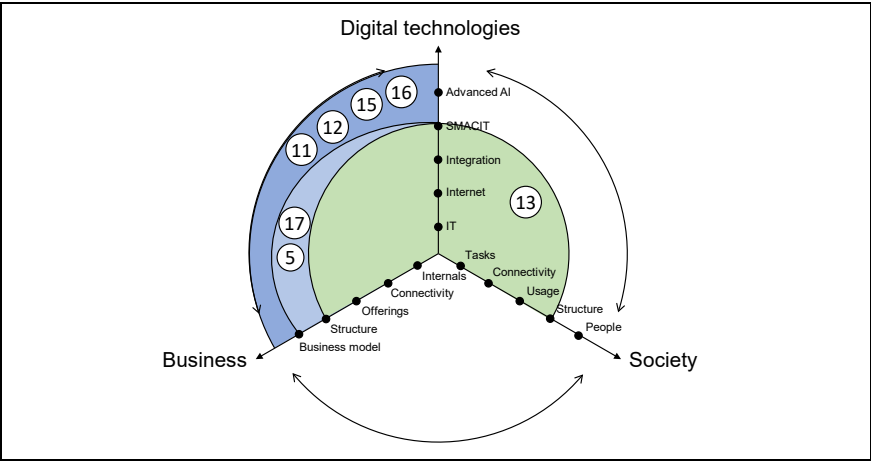 Digital technologies
16
Advanced AI
15
12
SMACIT
11
Integration
Internet
13
17
IT
5
Tasks
Internals
Connectivity
Connectivity
Usage
Offerings
Structure
Structure
People
Business model
Business
Society